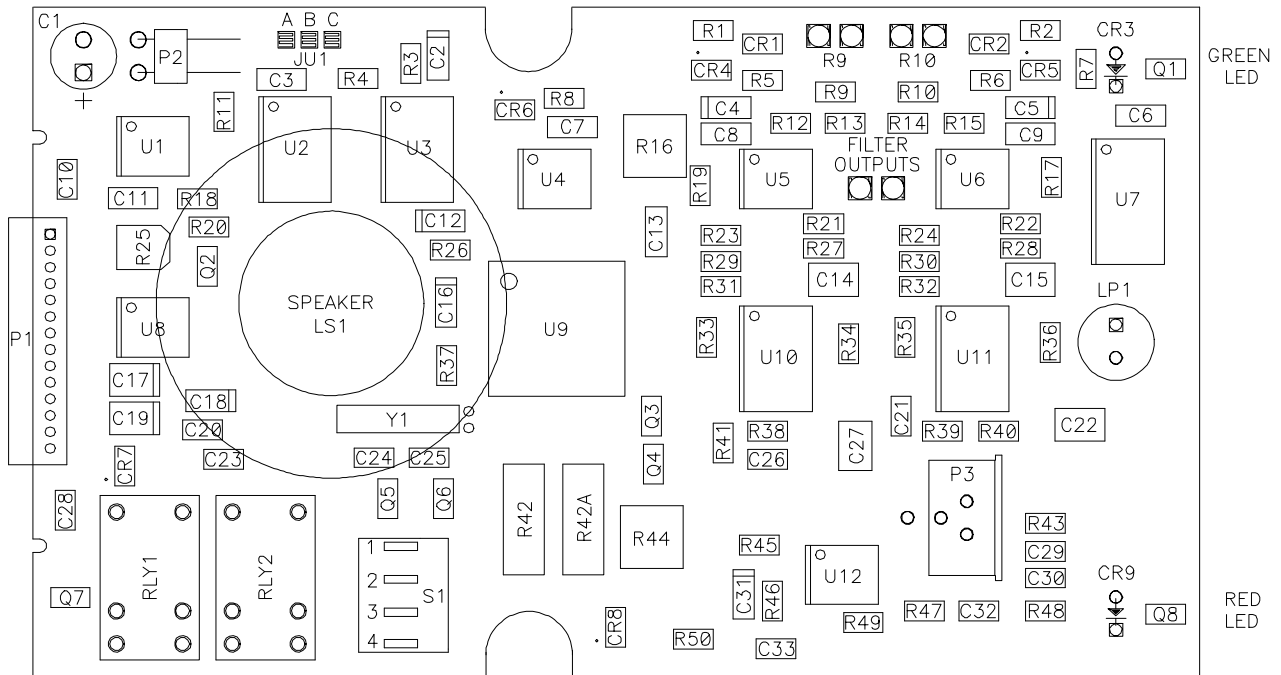 C1
A B C
JU1
P2
C3
R4
R3
C2
R1
CR1
R9
R10
CR2
R2
CR3
GREEN
LED
CR4
R5
R6
CR5
R7
Q1
R11
CR6
R8
C7
R9
R10
C4
C5
C6
U1
U2
U3
U4
R16
C8
R12
R13
R14
R15
C9
FILTER
OUTPUTS
C10
C11
R18
R19
U5
U6
R17
U7
R25
R20
Q2
C12
R26
C13
R23
R21
R24
R22
R27
R28
R29
R30
R31
C14
R32
C15
P1
U8
SPEAKER
LS1
C16
U9
R33
U10
R34
R35
U11
R36
LP1
C17
R37
C19
C18
C20
Y1
Q3
C21
C22
R41
R38
C27
R39
R40
CR7
C23
C24
C25
Q4
C26
C28
Q5
Q6
R42
R42A
R44
P3
R43
RLY1
RLY2
1
2
3
4
S1
R45
U12
C29
C30
CR9
Q7
C31
R46
R47
C32
R48
Q8
RED
LED
CR8
R50
C33
R49
+